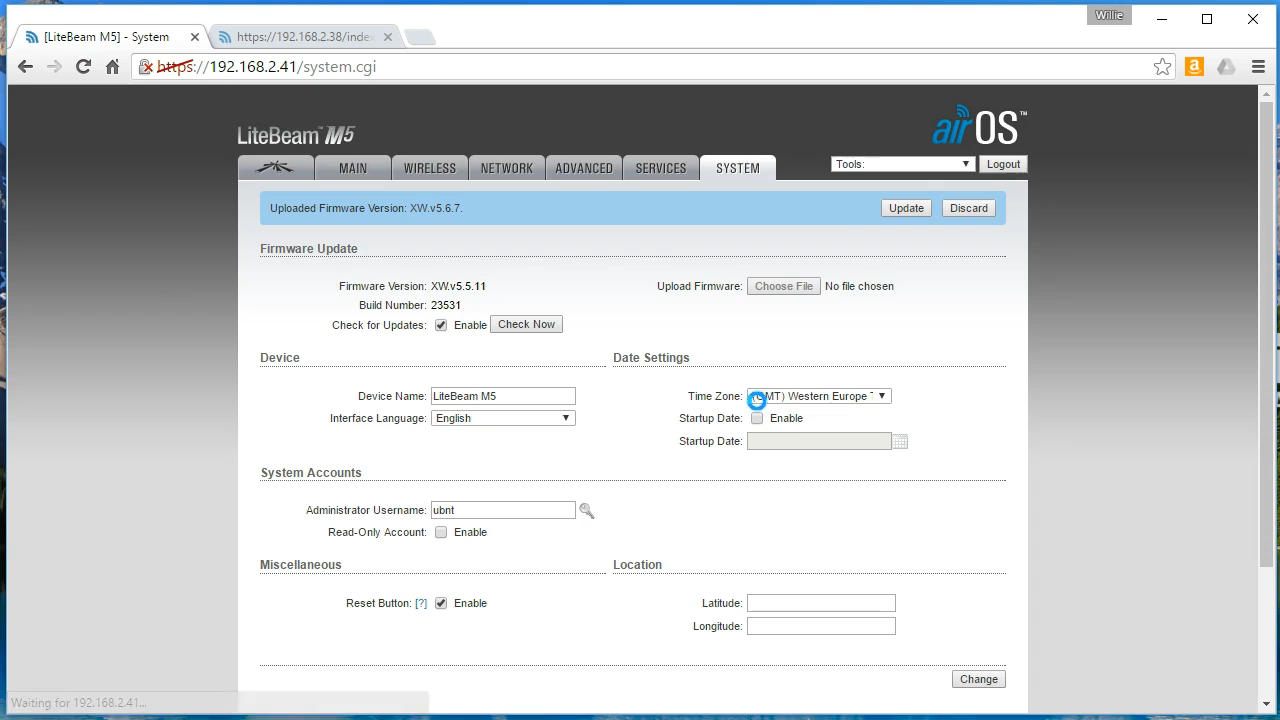 Willie
[LiteBeam M5] - System
https://192.168.2.38/index
https://192.168.2.41/system.cgi
LiteBeam™ M5
airOS™
MAIN WIRELESS NETWORK ADVANCED SERVICES SYSTEM Tools: Logout
Uploaded Firmware Version: XW.v5.6.7. Update Discard
Firmware Update
Firmware Version: XW.v5.5.11 Upload Firmware: Choose File No file chosen
Build Number: 23531
Check for Updates: Enable Check Now
Device Date Settings
Device Name: LiteBeam M5 Time Zone: (GMT) Western Europe T
Interface Language: English Startup Date: Enable
Startup Date:
System Accounts
Administrator Username: ubnt
Read-Only Account: Enable
Miscellaneous Location
Reset Button: [?] Enable Latitude:
Longitude:
Change
Waiting for 192.168.2.41...